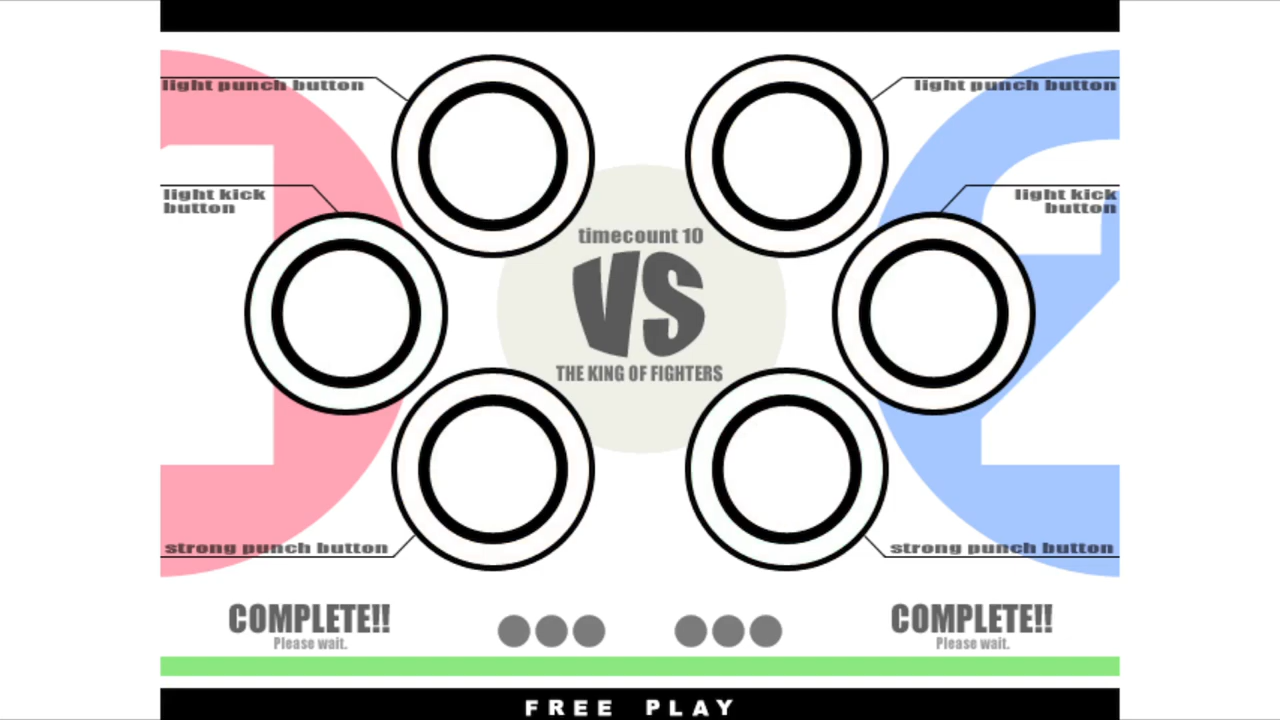 light punch button
light punch button
light kick
button
light kick
button
timecount 10
VS
THE KING OF FIGHTERS
strong punch button
strong punch button
COMPLETE!!
Please wait.
COMPLETE!!
Please wait.
FREE PLAY